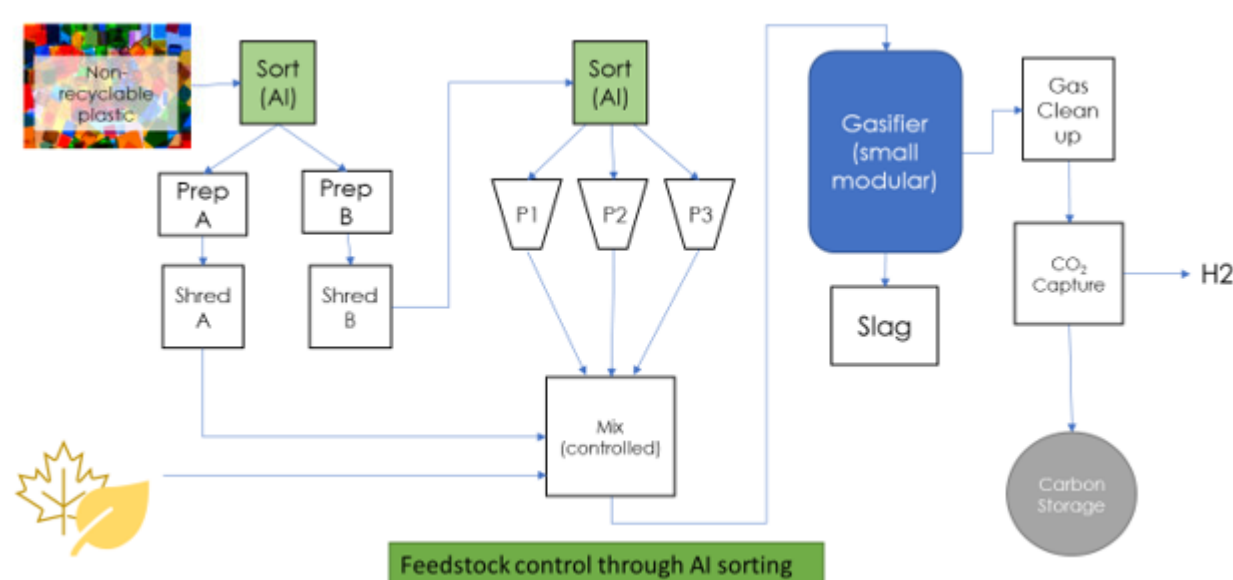 Non-
recyclable
plastic
Sort
(AI)
Sort
(AI)
Gasifier
(small
modular)
Gas
Clean
up
Prep
A
Prep
B
P1
P2
P3
Shred
A
Shred
B
Slag
CO₂
Capture
H2
Mix
(controlled)
Carbon
Storage
Feedstock control through AI sorting